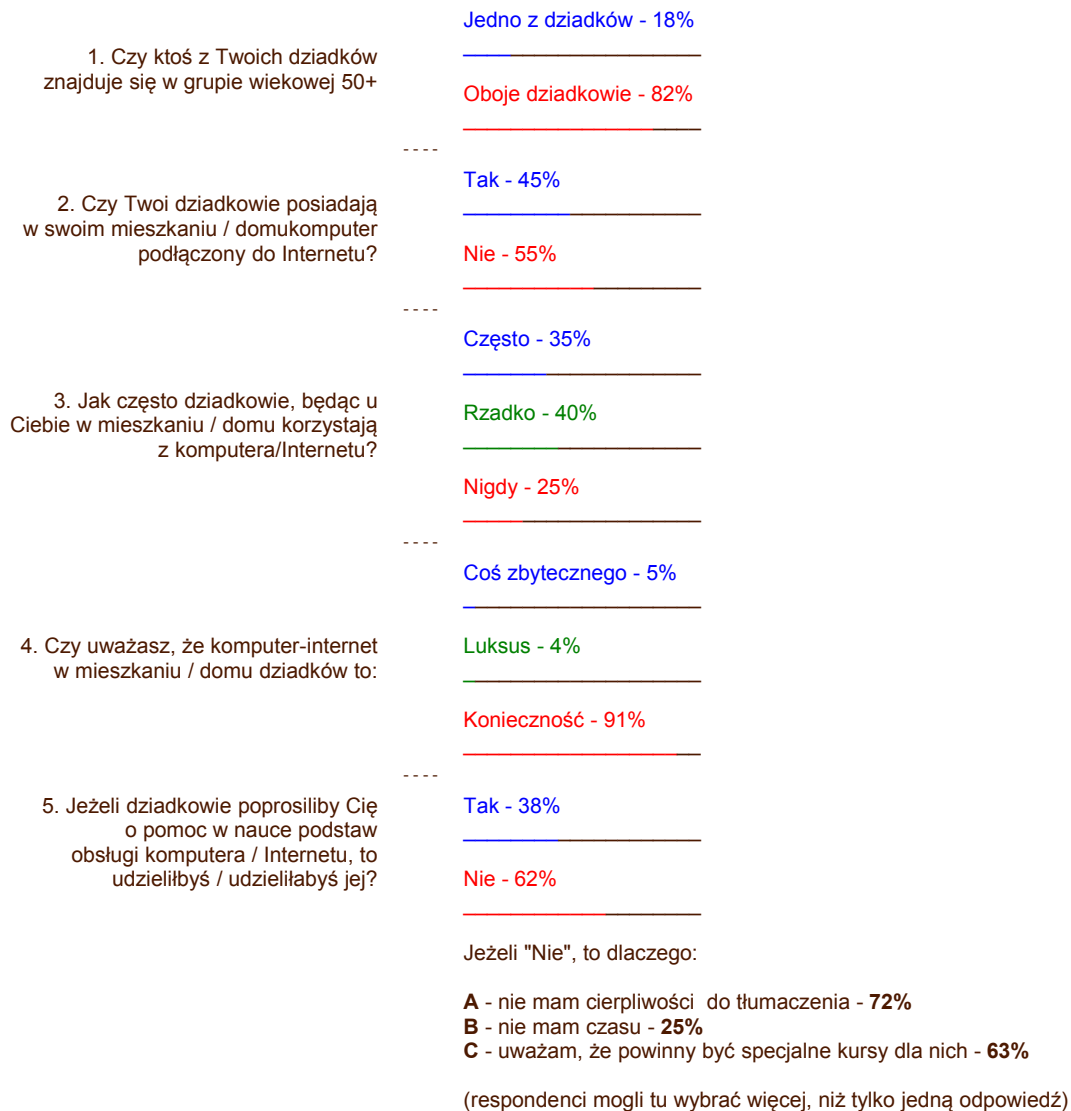 1. Czy ktoś z Twoich dziadków
znajduje się w grupie wiekowej 50+
Jedno z dziadków - 18%
Oboje dziadkowie - 82%
- - - -
2. Czy Twoi dziadkowie posiadają
w swoim mieszkaniu / domukomputer
podłączony do Internetu?
Tak - 45%
Nie - 55%
- - - -
3. Jak często dziadkowie, będąc u
Ciebie w mieszkaniu / domu korzystają
z komputera/Internetu?
Często - 35%
Rzadko - 40%
Nigdy - 25%
- - - -
4. Czy uważasz, że komputer-internet
w mieszkaniu / domu dziadków to:
Coś zbytecznego - 5%
Luksus - 4%
Konieczność - 91%
- - - -
5. Jeżeli dziadkowie poprosiliby Cię
o pomoc w nauce podstaw
obsługi komputera / Internetu, to
udzieliłbyś / udzieliłabyś jej?
Tak - 38%
Nie - 62%
Jeżeli "Nie", to dlaczego:
A - nie mam cierpliwości  do tłumaczenia - 72%
B - nie mam czasu - 25%
C - uważam, że powinny być specjalne kursy dla nich - 63%
(respondenci mogli tu wybrać więcej, niż tylko jedną odpowiedź)